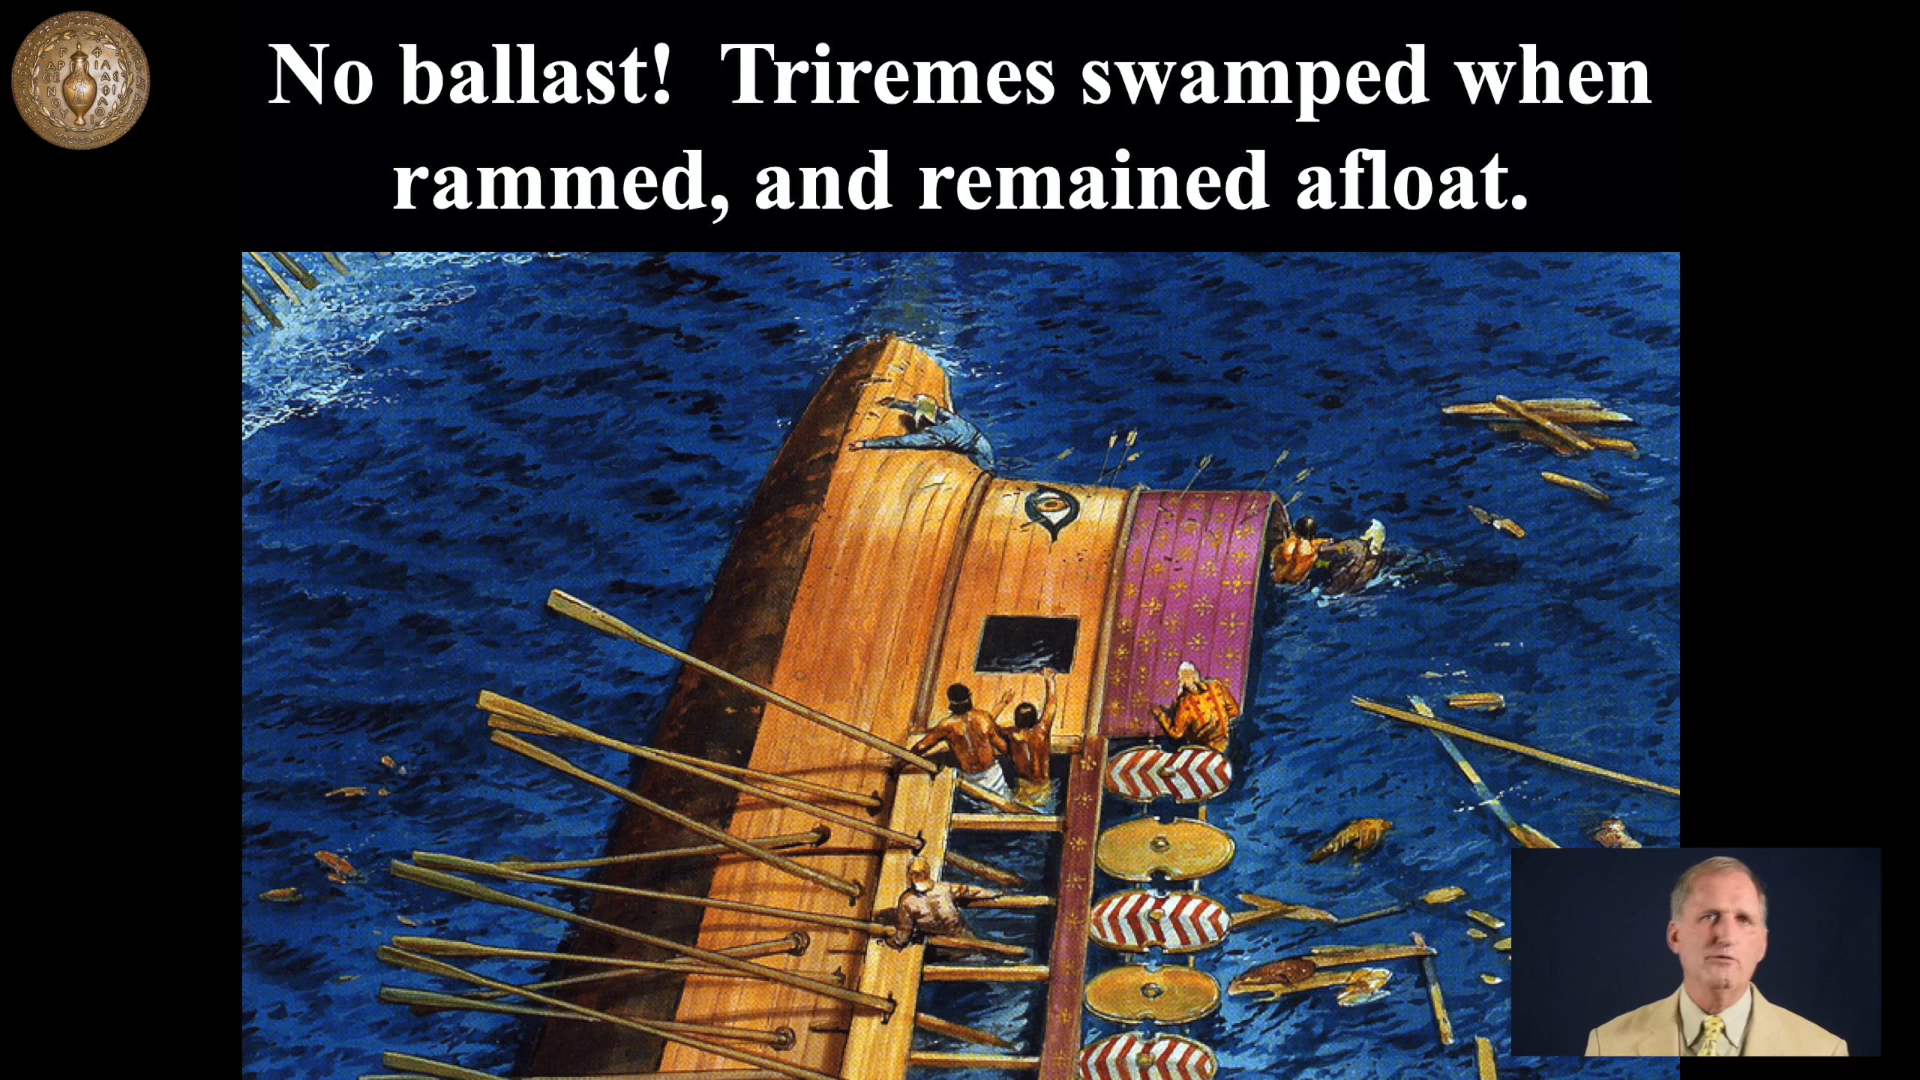 No ballast!  Triremes swamped when
rammed, and remained afloat.